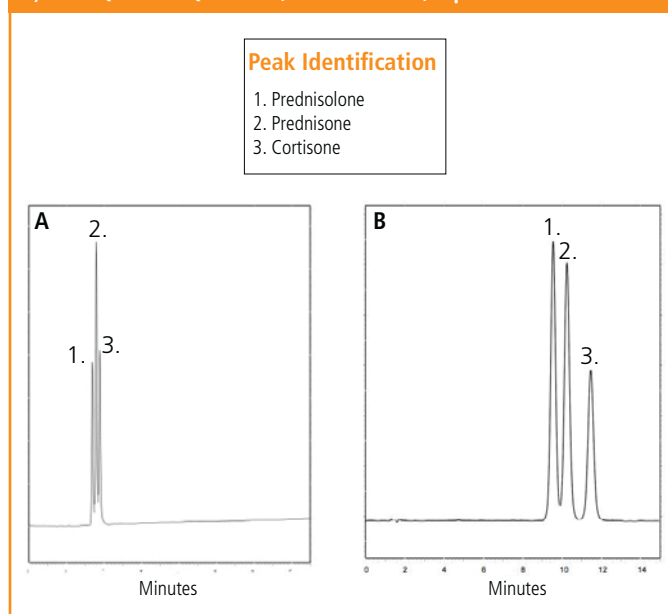 Peak Identification
1. Prednisolone
2. Prednisone
3. Cortisone
A
2.
1.
3.
Minutes
B
1.
2.
3.
0 2 4 6 8 10 12 14
Minutes